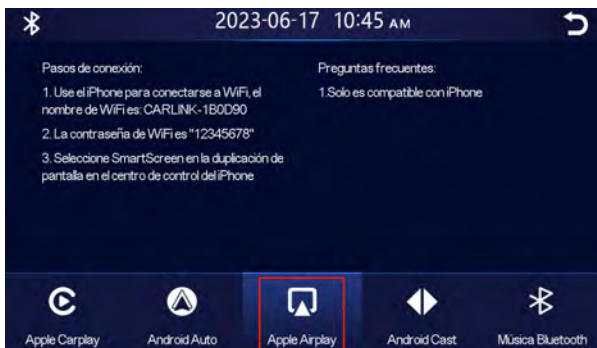 2023-06-17 10:45 AM
Pasos de conexión:
1. Use el iPhone para conectarse a WiFi, el
nombre de WiFi es: CARLINK-1B0D90
2. La contraseña de WiFi es "12345678"
3. Seleccione SmartScreen en la duplicación de
pantalla en el centro de control del iPhone
Preguntas frecuentes:
1.Solo es compatible con iPhone
Apple Carplay
Android Auto
Apple Airplay
Android Cast
Música Bluetooth